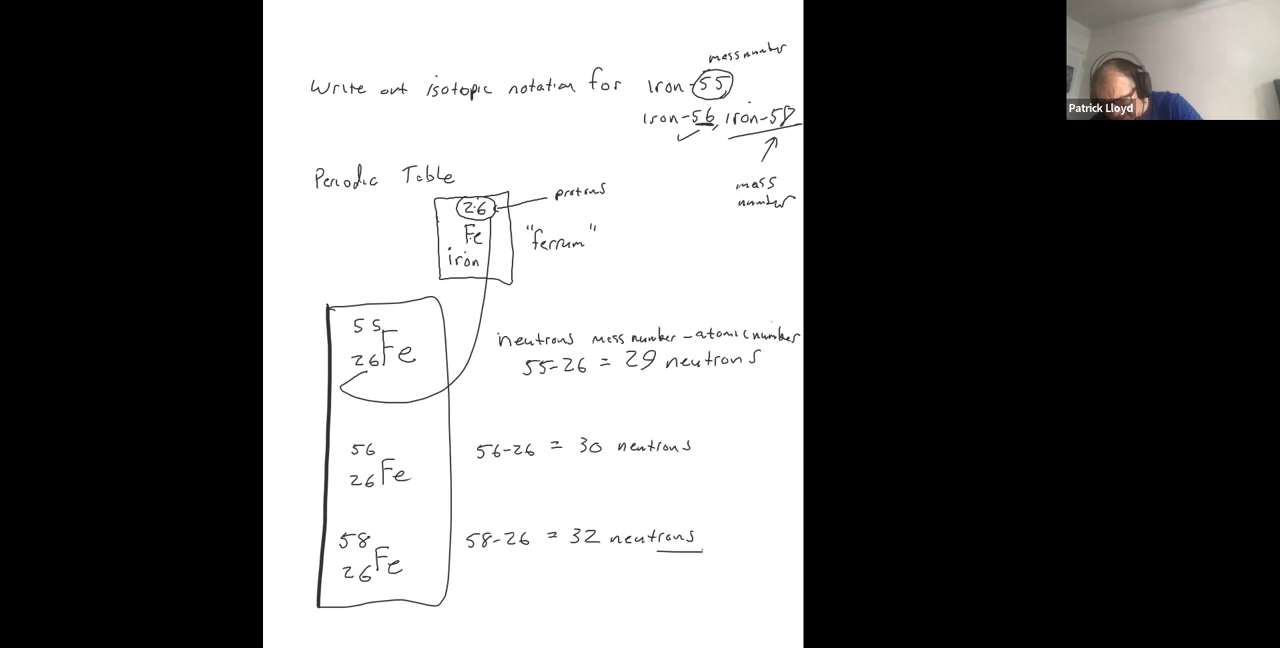 mass number
Write out isotopic notation for iron-55,
iron-56, iron-58
mass
number
Periodic Table
26
protons
Fe
"ferrum"
iron
55
26Fe
neutrons mass number - atomic number
55-26 = 29 neutrons
56
26Fe
56-26 = 30 neutrons
58
26Fe
58-26 = 32 neutrons
Patrick Lloyd